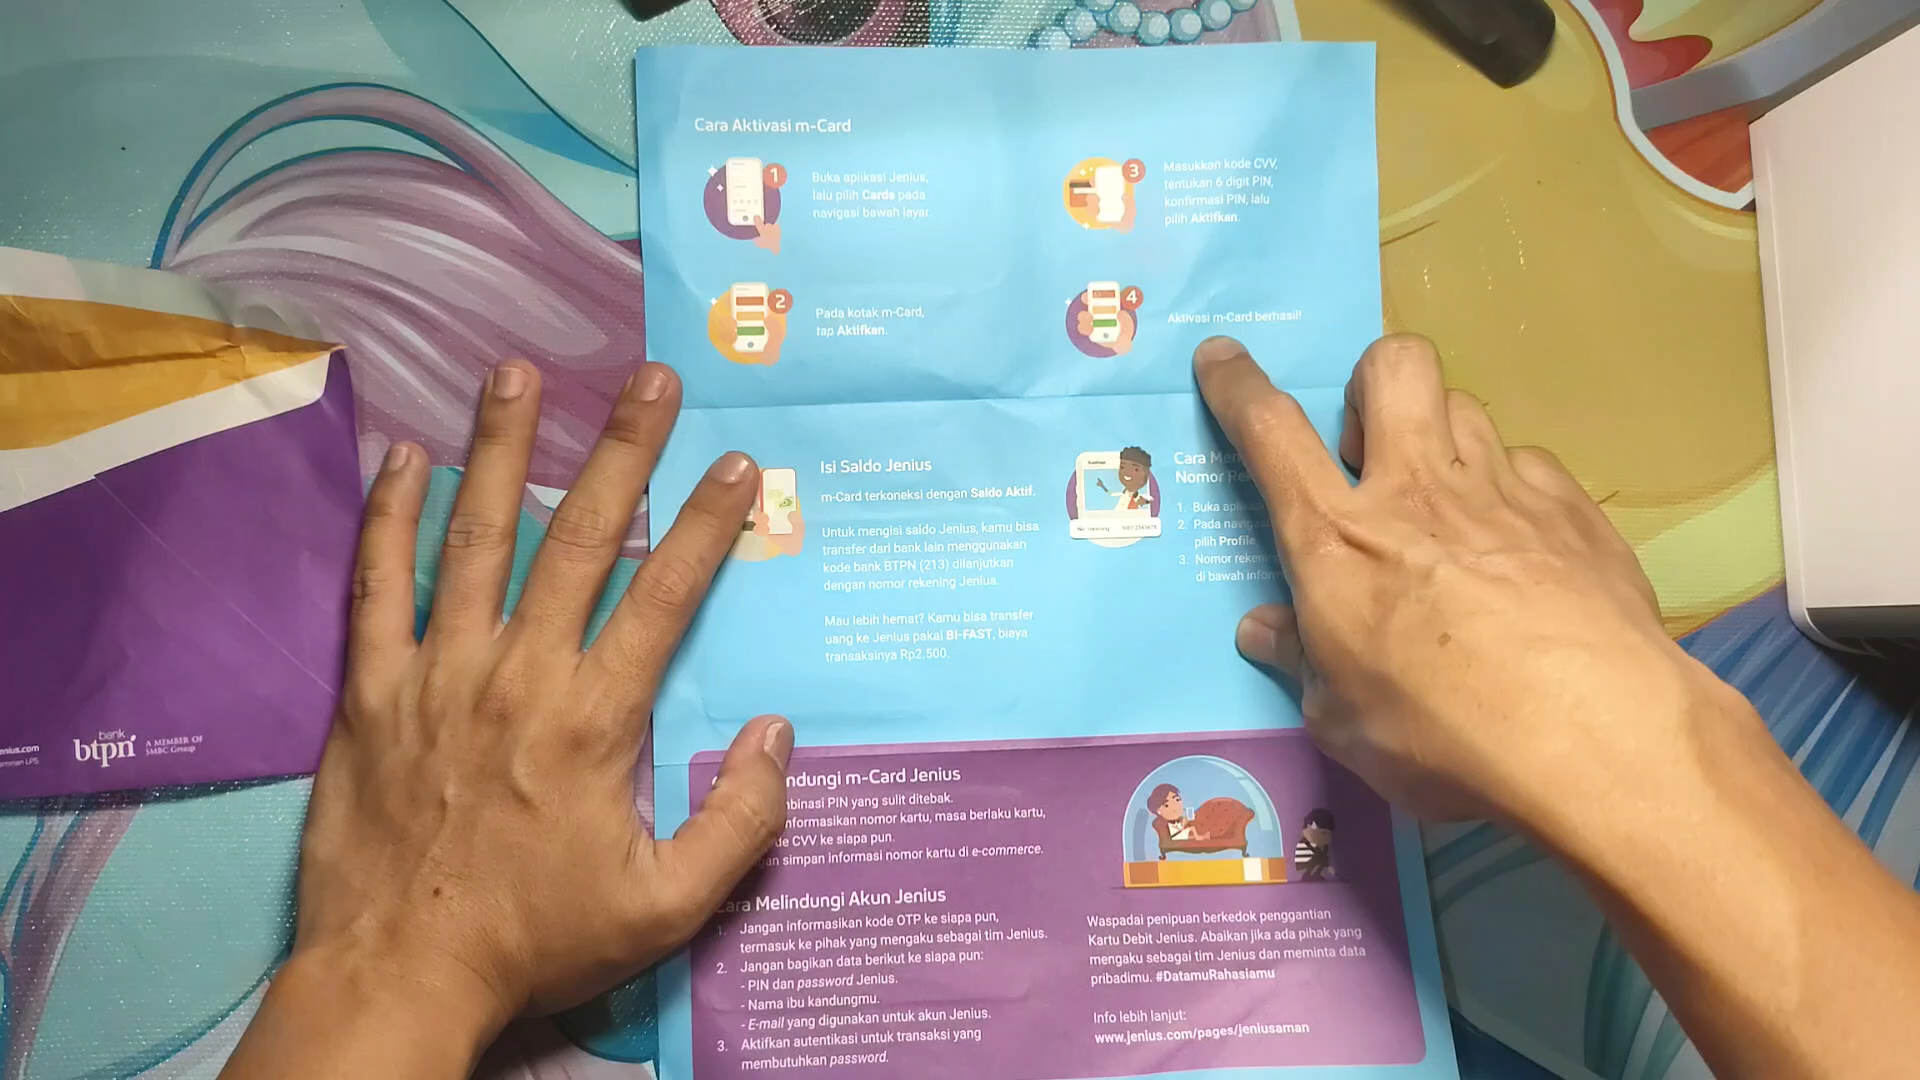 Cara Aktivasi m-Card
1
Buka aplikasi Jenius,
lalu pilih Cards pada
navigasi bawah layar.
2
Pada kotak m-Card,
tap Aktifkan.
3
Masukkan kode CVV,
tentukan 6 digit PIN,
konfirmasi PIN, lalu
pilih Aktifkan.
4
Aktivasi m-Card berhasil!
Isi Saldo Jenius
m-Card terkoneksi dengan Saldo Aktif.
Untuk mengisi saldo Jenius, kamu bisa
transfer dari bank lain menggunakan
kode bank BTPN (213) dilanjutkan
dengan nomor rekening Jenius.
Mau lebih hemat? Kamu bisa transfer
uang ke Jenius pakai BI-FAST, biaya
transaksinya Rp2.500.
Cara
Nomor
1. Buka
2. Pada
pilih Profile
3. Nomor
di bawah
bank
btpn
A MEMBER OF
SMBC Group
m-Card Jenius
PIN yang sulit ditebak.
nomor kartu, masa berlaku kartu,
CVV ke siapa pun.
simpan informasi nomor kartu di e-commerce.
Cara Melindungi Akun Jenius
1. Jangan informasikan kode OTP ke siapa pun,
termasuk ke pihak yang mengaku sebagai tim Jenius.
2. Jangan bagikan data berikut ke siapa pun:
- PIN dan password Jenius.
- Nama ibu kandungmu.
- E-mail yang digunakan untuk akun Jenius.
3. Aktifkan autentikasi untuk transaksi yang
membutuhkan password.
Waspadai penipuan berkedok penggantian
Kartu Debit Jenius. Abaikan jika ada pihak yang
mengaku sebagai tim Jenius dan meminta data
pribadimu. #DatamuRahasiamu
Info lebih lanjut:
www.jenius.com/pages/jeniusaman